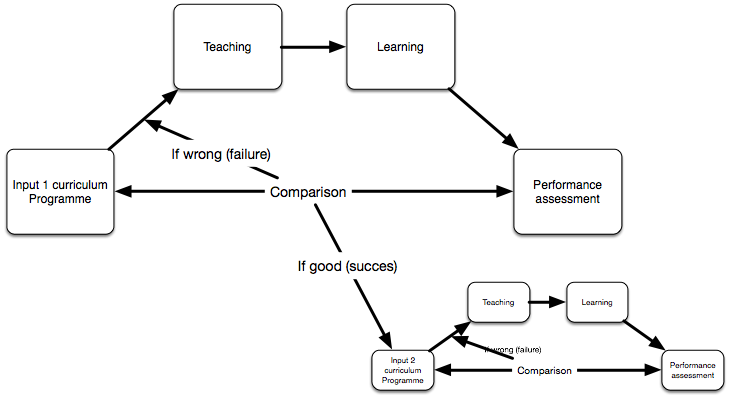 Teaching
Learning
If wrong (failure)
Input 1 curriculum
Programme
Comparison
Performance
assessment
If good (succes)
Teaching
Learning
If wrong (failure)
Input 2
curriculum
Programme
Comparison
Performance
assessment